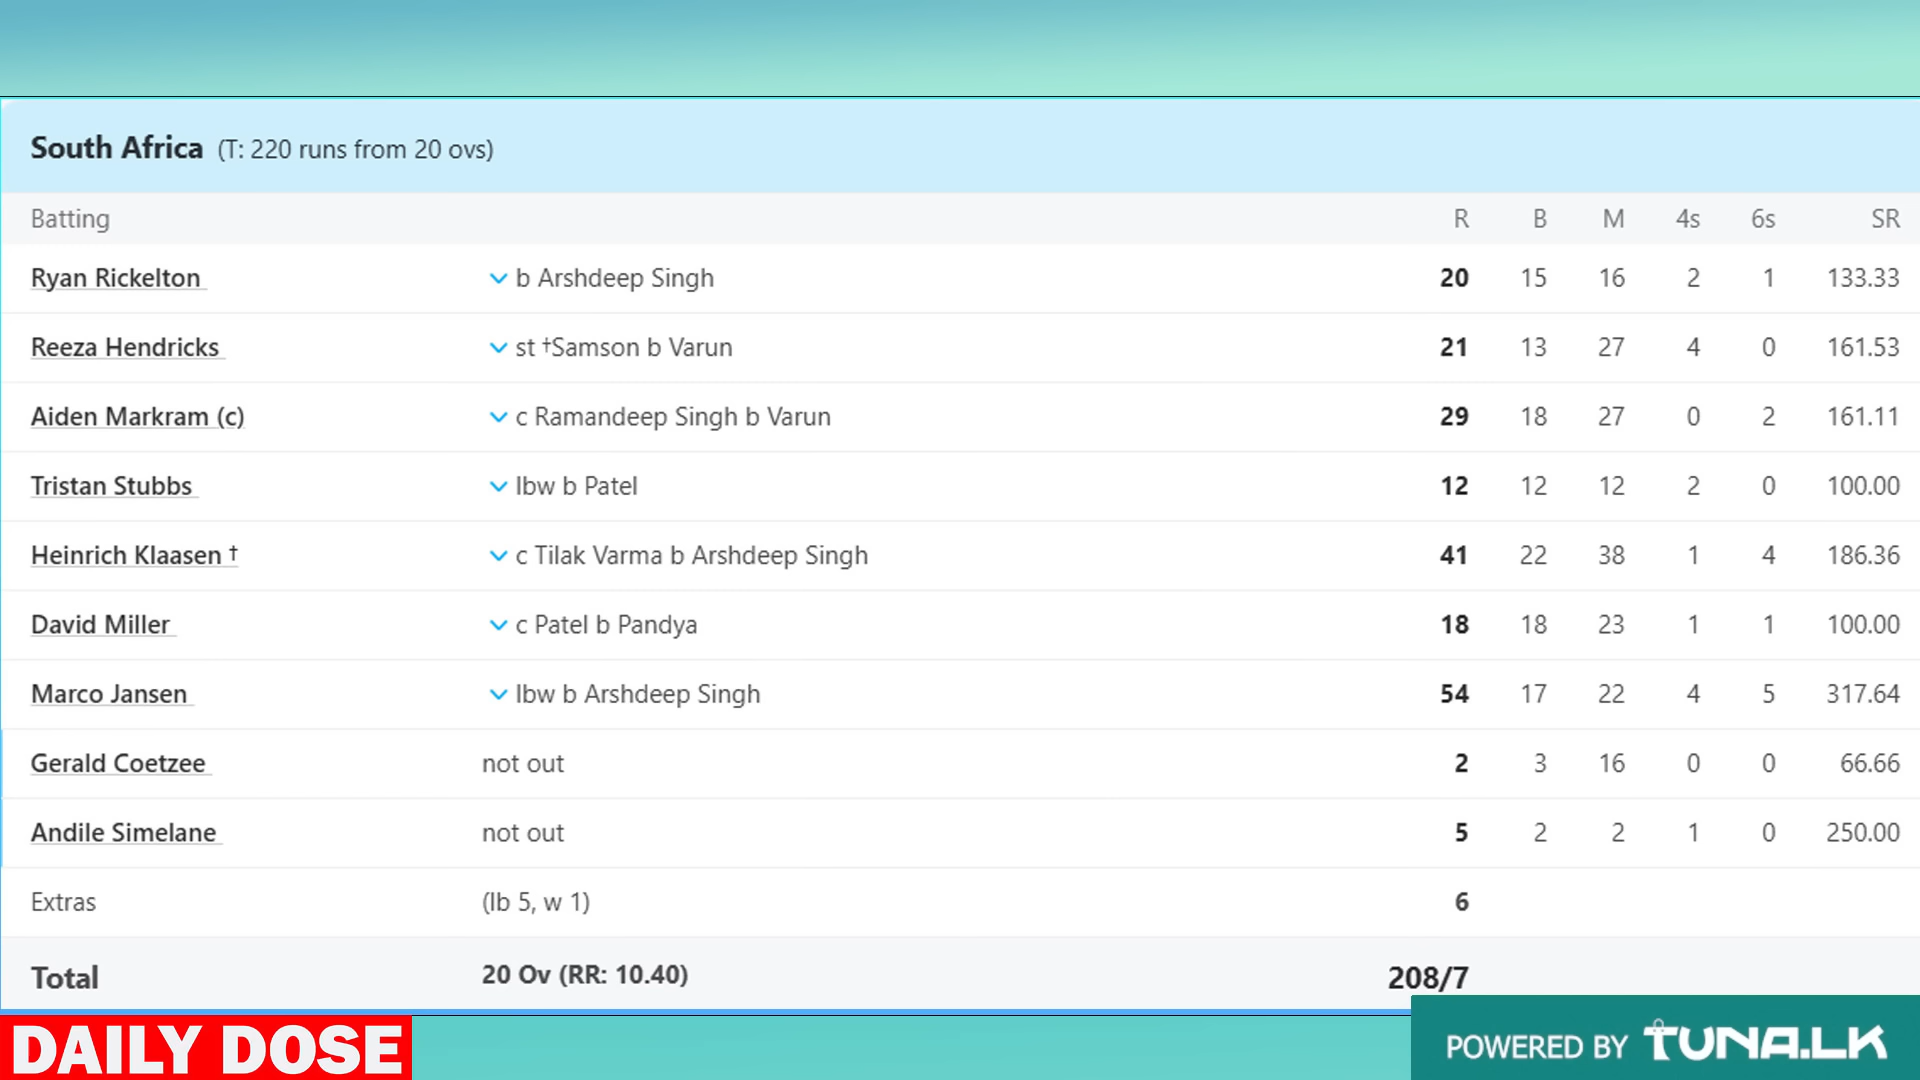 South Africa (T: 220 runs from 20 ovs)
Batting R B M 4s 6s SR
Ryan Rickelton b Arshdeep Singh 20 15 16 2 1 133.33
Reeza Hendricks st †Samson b Varun 21 13 27 4 0 161.53
Aiden Markram (c) c Ramandeep Singh b Varun 29 18 27 0 2 161.11
Tristan Stubbs lbw b Patel 12 12 12 2 0 100.00
Heinrich Klaasen † c Tilak Varma b Arshdeep Singh 41 22 38 1 4 186.36
David Miller c Patel b Pandya 18 18 23 1 1 100.00
Marco Jansen lbw b Arshdeep Singh 54 17 22 4 5 317.64
Gerald Coetzee not out 2 3 16 0 0 66.66
Andile Simelane not out 5 2 2 1 0 250.00
Extras (lb 5, w 1) 6
Total 20 Ov (RR: 10.40) 208/7
DAILY DOSE
POWERED BY TUNA.LK